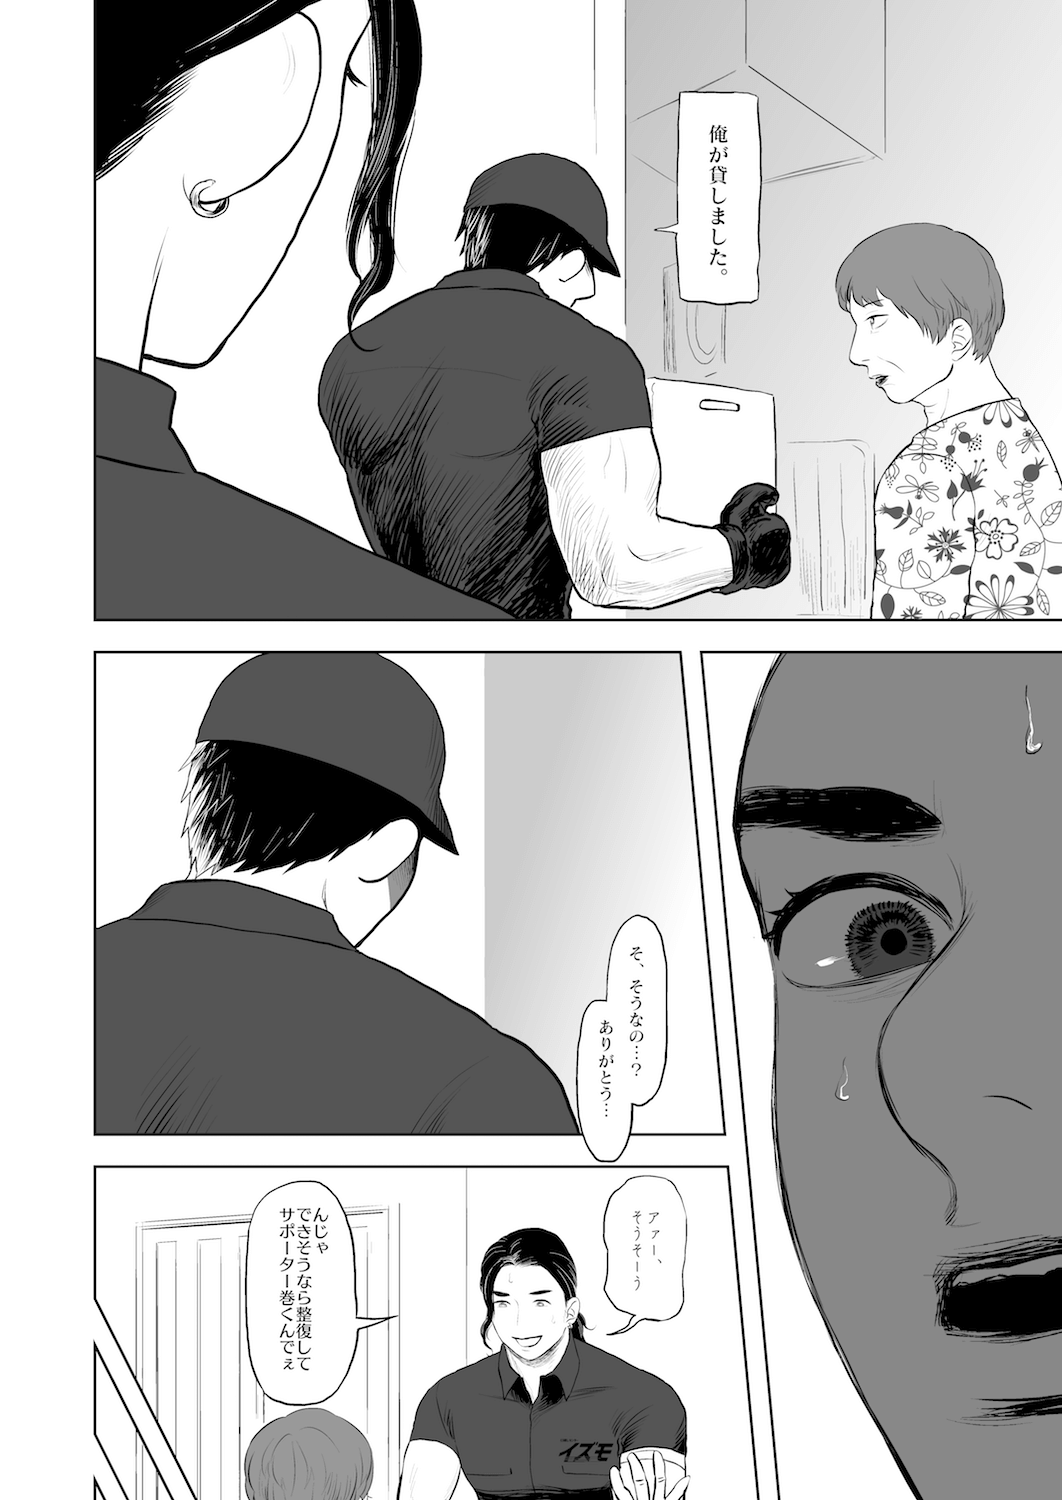 俺が貸しました。
そ、そうなの…?
ありがとう…
アァー、
そうそーう
んじゃ
できそうなら整復して
サポーター巻くんでぇ
イズモ